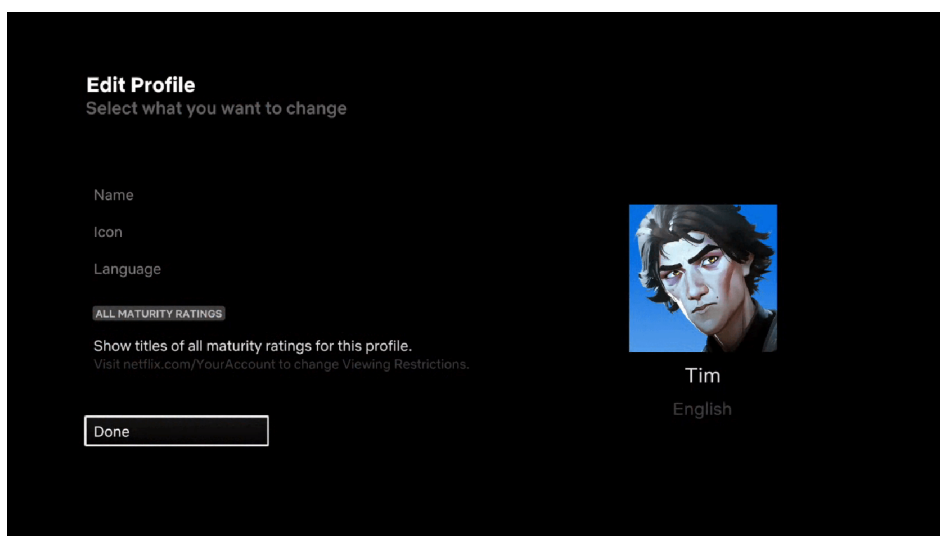 Edit Profile
Select what you want to change
Name
Icon
Language
ALL MATURITY RATINGS
Show titles of all maturity ratings for this profile.
Visit netflix.com/YourAccount to change Viewing Restrictions.
Done
Tim
English